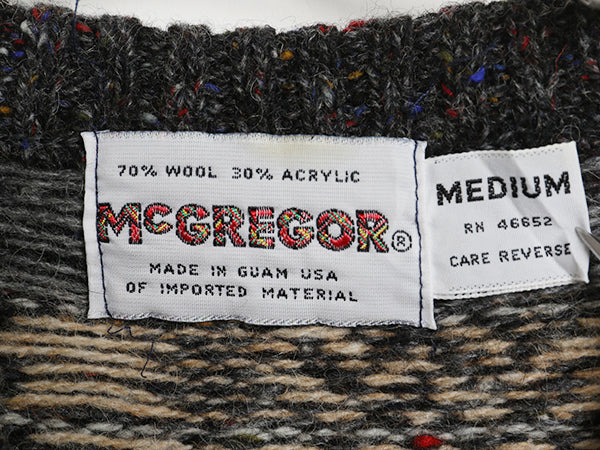 70% WOOL 30% ACRYLIC
McGREGOR®
MADE IN GUAM USA
OF IMPORTED MATERIAL
MEDIUM
RN 46652
CARE REVERSE